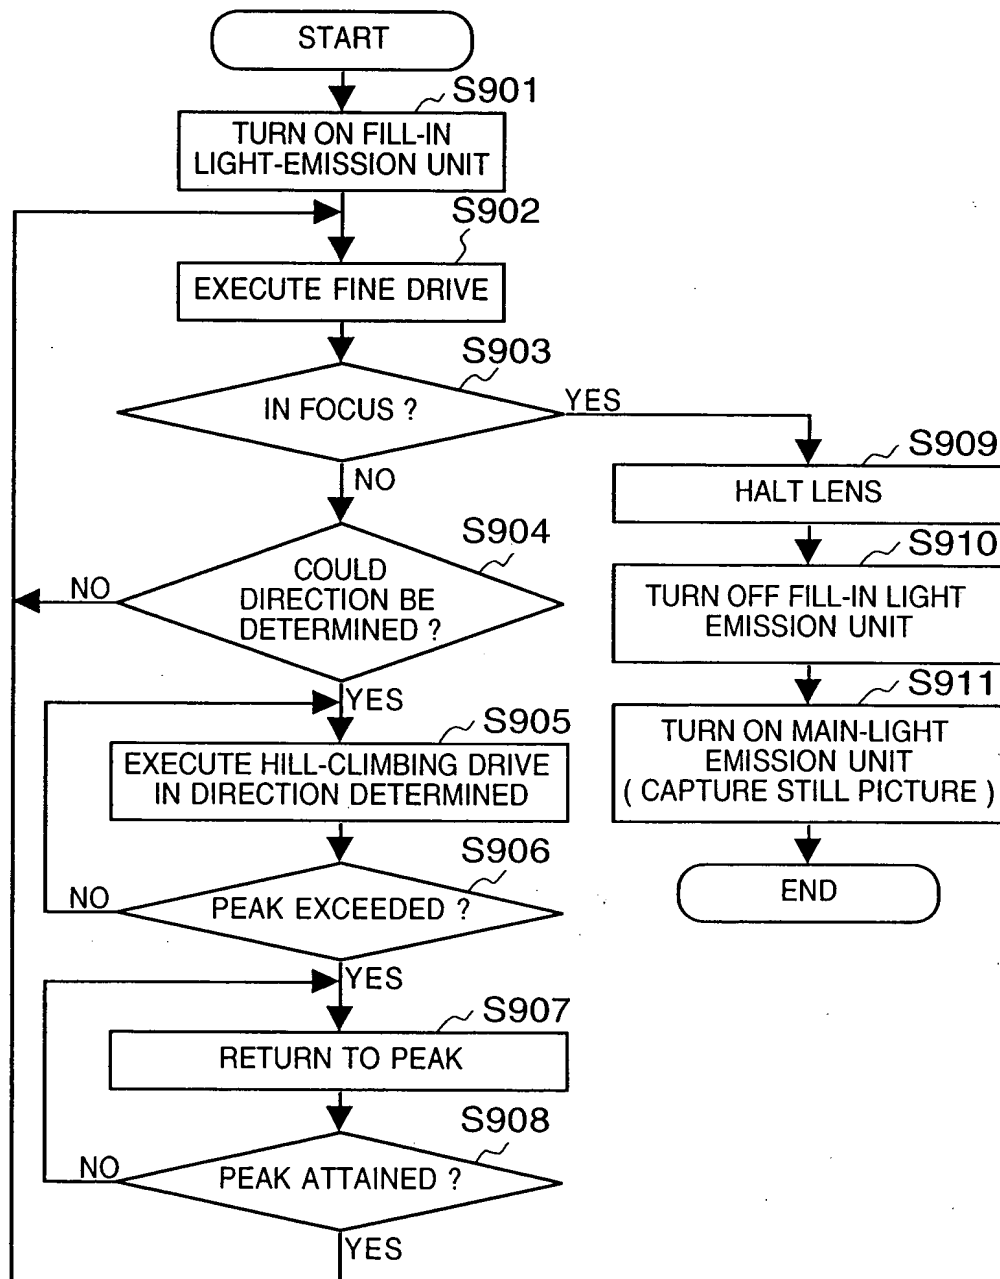 START
S901
TURN ON FILL-IN
LIGHT-EMISSION UNIT
S902
EXECUTE FINE DRIVE
S903
IN FOCUS ?
YES
NO
S904
COULD
DIRECTION BE
DETERMINED ?
NO
YES
S905
EXECUTE HILL-CLIMBING DRIVE
IN DIRECTION DETERMINED
S906
PEAK EXCEEDED ?
NO
YES
S907
RETURN TO PEAK
S908
PEAK ATTAINED ?
NO
YES
S909
HALT LENS
S910
TURN OFF FILL-IN LIGHT
EMISSION UNIT
S911
TURN ON MAIN-LIGHT
EMISSION UNIT
( CAPTURE STILL PICTURE )
END